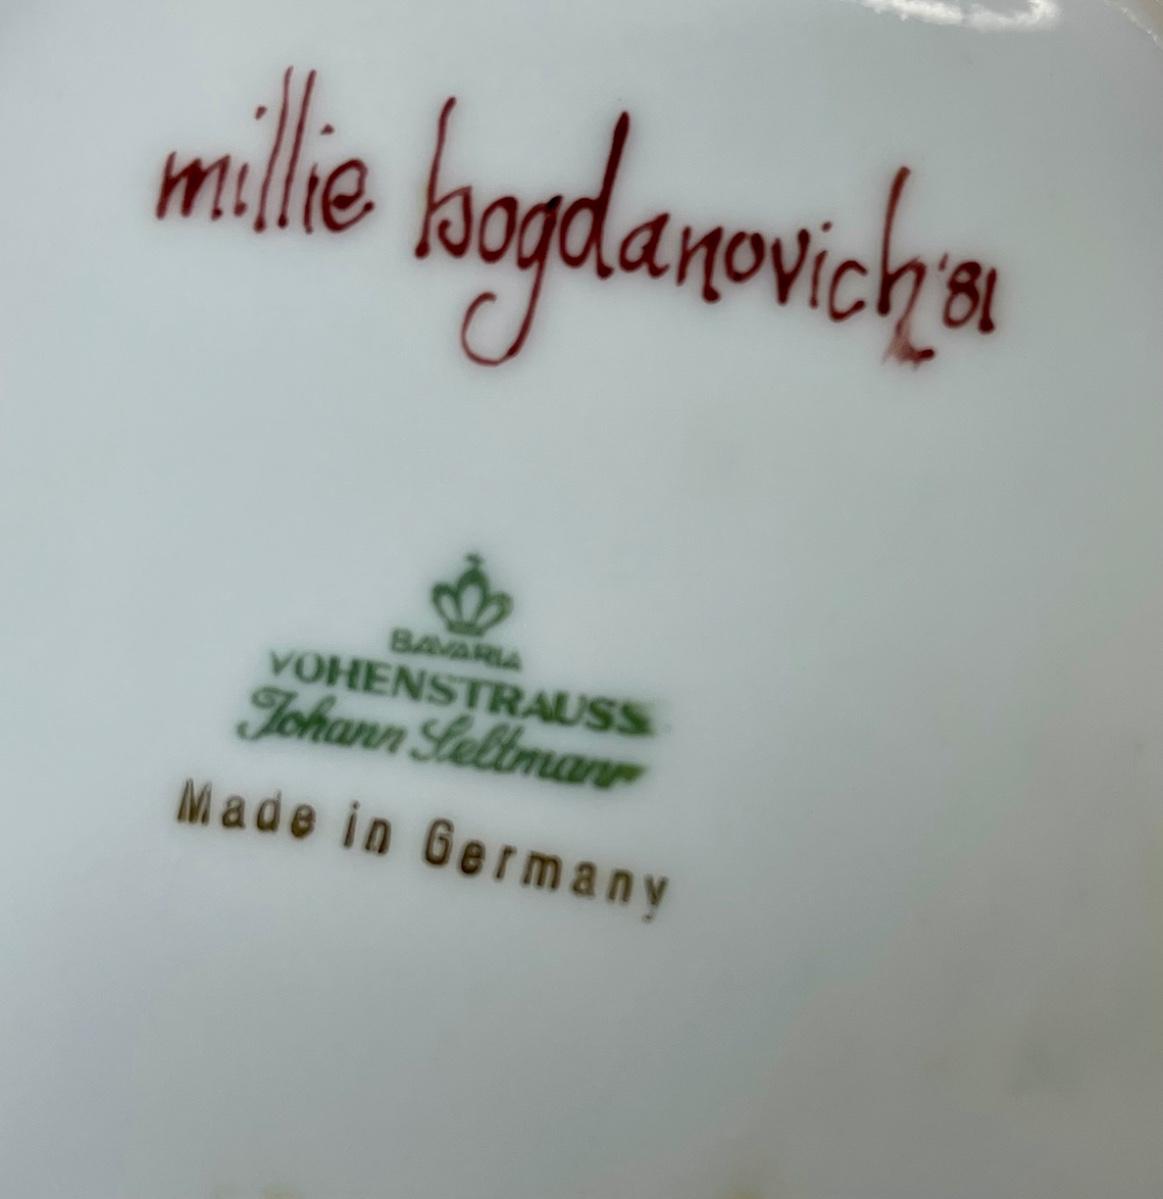 millie bogdanovich '81
BAVARIA
VOHENSTRAUSS
Johann Seltmann
Made in Germany